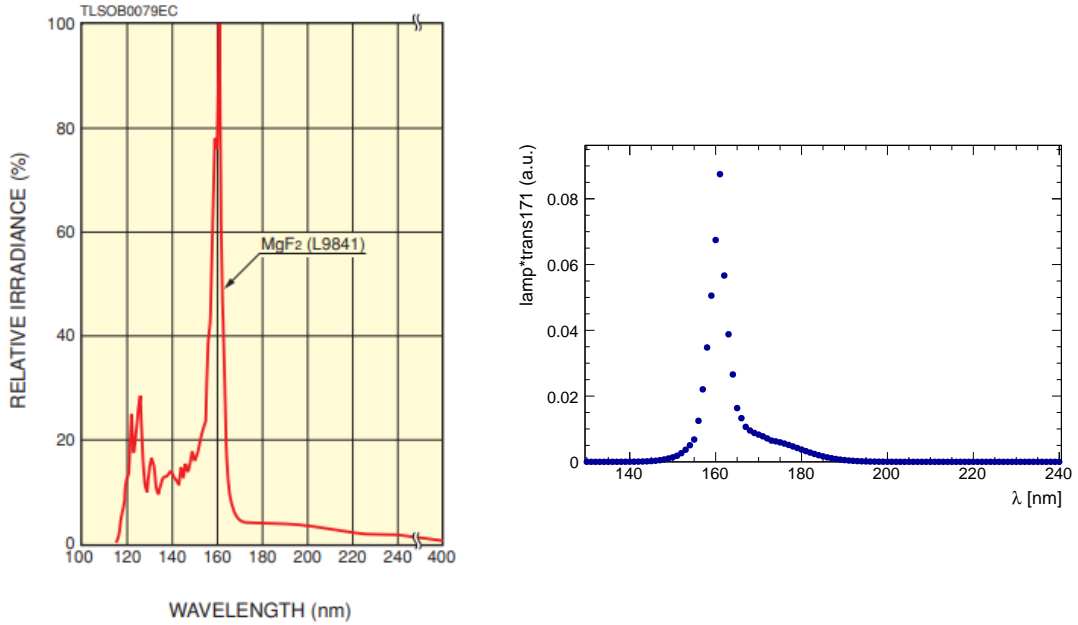 TLSOB0079EC
RELATIVE IRRADIANCE (%)
100
80
60
40
20
0
MgF2 (L9841)
100 120 140 160 180 200 220 240 400
WAVELENGTH (nm)
lamp*trans171 (a.u.)
0.08
0.06
0.04
0.02
0
140 160 180 200 220 240
λ [nm]